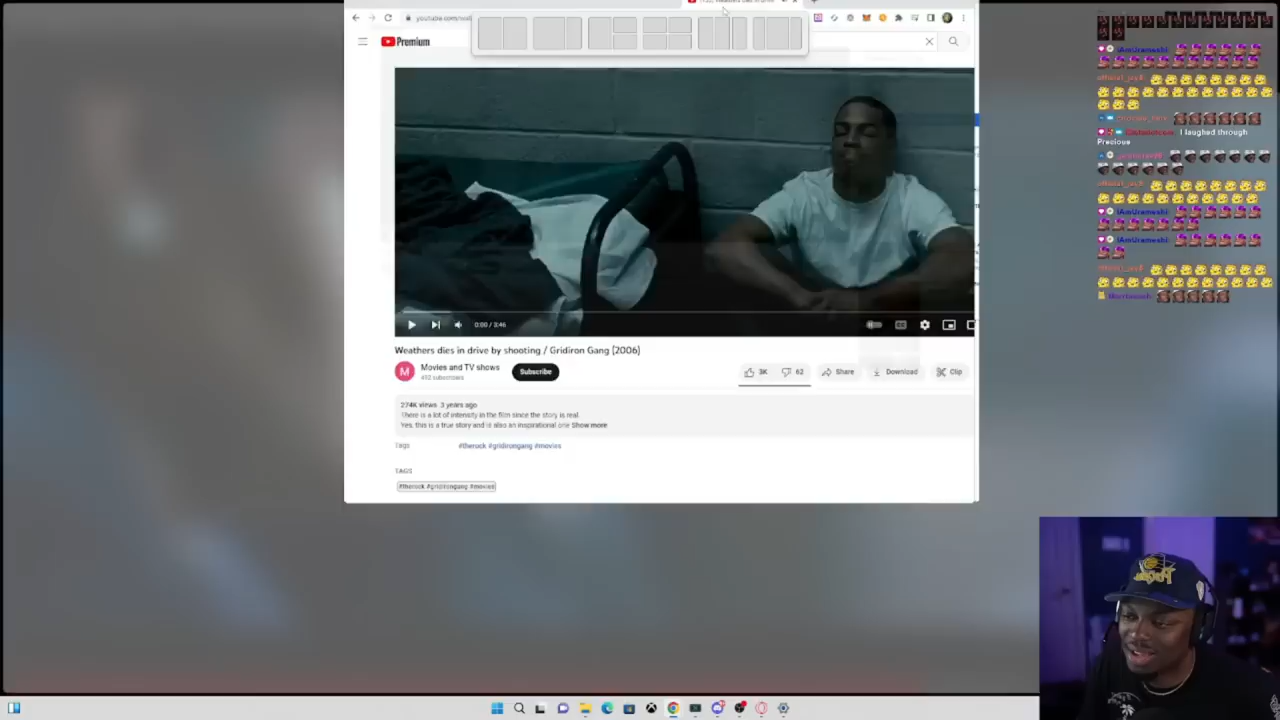 Premium
0:00 / 3:46
Weathers dies in drive by shooting / Gridiron Gang [2006]
Movies and TV shows
492 subscribers
Subscribe
3K
62
Share
Download
Clip
274K views 3 years ago
There is a lot of intensity in the film since the story is real.
Yes, this is a true story and is also an inspirational one Show more
Tags
#therock #gridirongang #movies
TAGS
#therock #gridirongang #movies
IAmUrameshi:
I laughed through
Precious
IAmUrameshi:
IAmUrameshi: